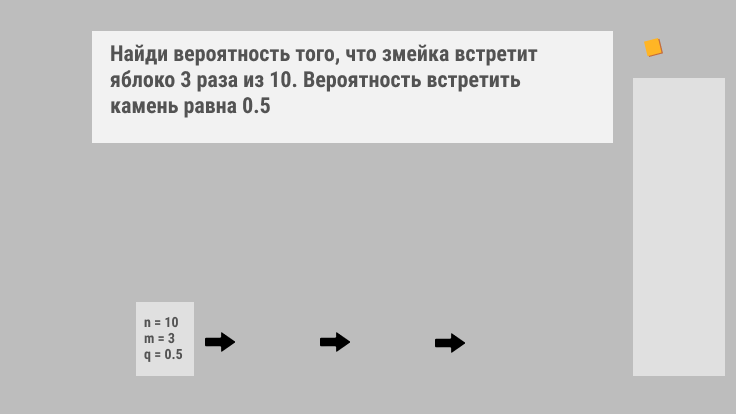 Найди вероятность того, что змейка встретит
яблоко 3 раза из 10. Вероятность встретить
камень равна 0.5
n = 10
m = 3
q = 0.5